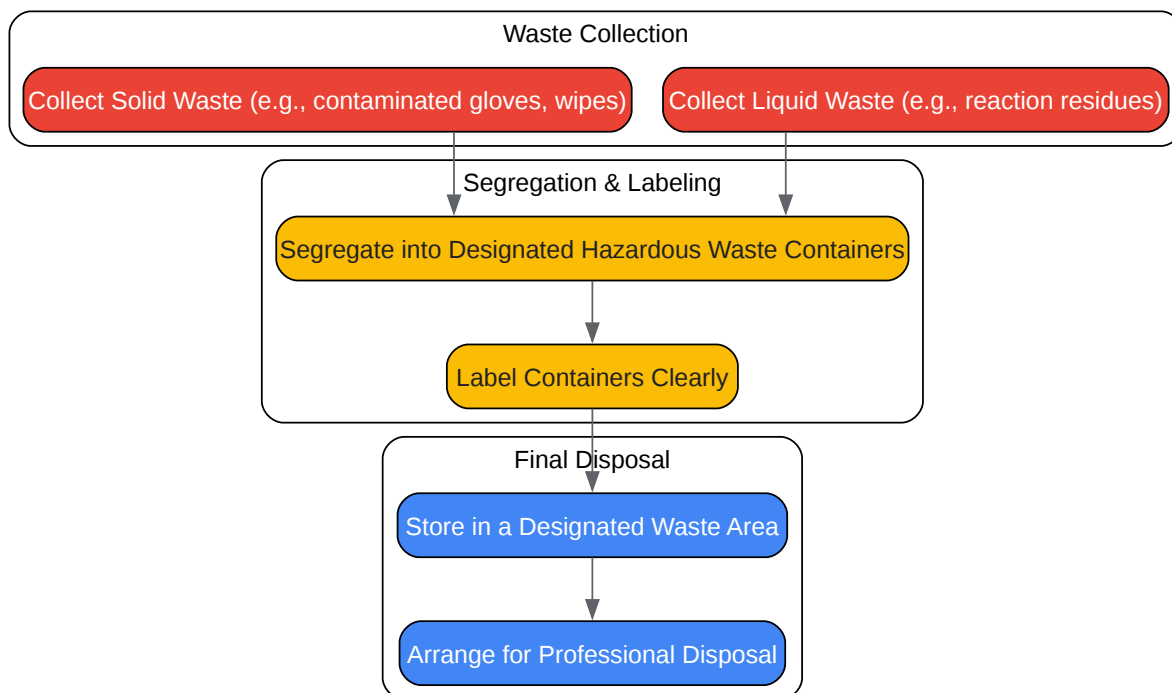 Waste Collection
Collect Solid Waste (e.g., contaminated gloves, wipes)
Collect Liquid Waste (e.g., reaction residues)
Segregation & Labeling
Segregate into Designated Hazardous Waste Containers
Label Containers Clearly
Final Disposal
Store in a Designated Waste Area
Arrange for Professional Disposal